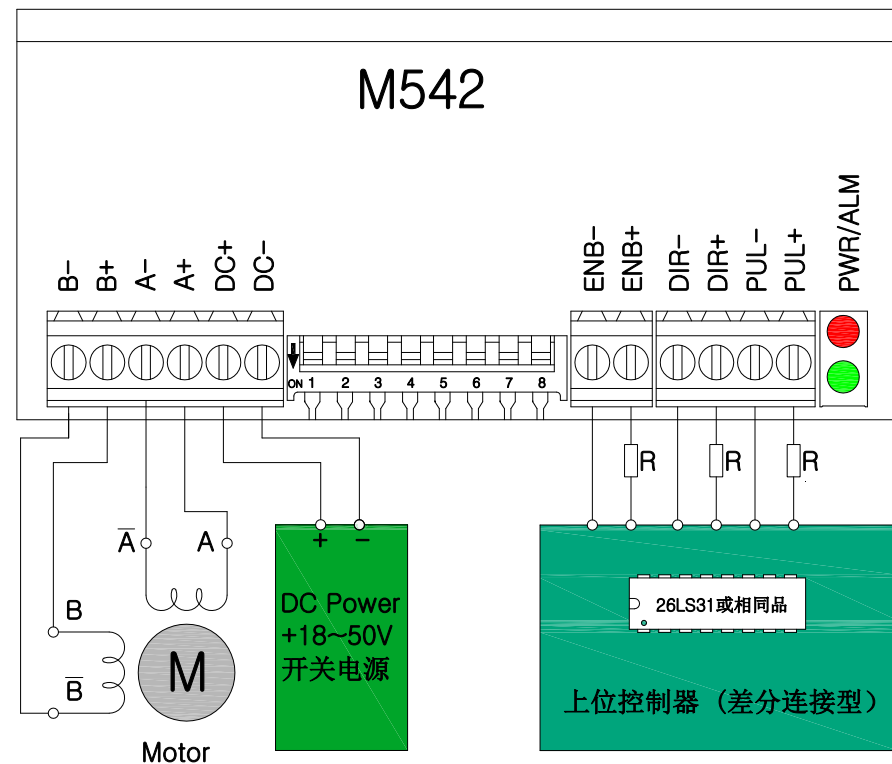 M542
B- B+ A- A+ DC+ DC-
ENB- ENB+ DIR- DIR+ PUL- PUL+ PWR/ALM
ON 1 2 3 4 5 6 7 8
R R R
A A
B
B
M
Motor
+ −
DC Power
+18~50V
开关电源
26LS31或相同品
上位控制器（差分连接型）